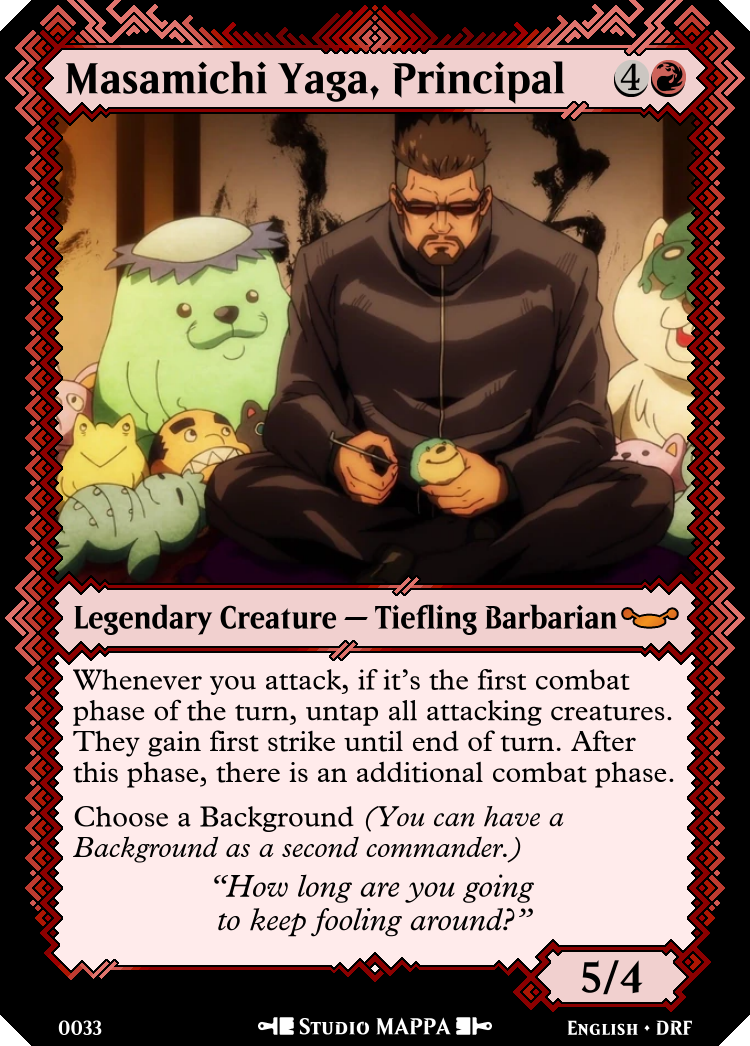 Masamichi Yaga, Principal 4
Legendary Creature — Tiefling Barbarian
Whenever you attack, if it's the first combat
phase of the turn, untap all attacking creatures.
They gain first strike until end of turn. After
this phase, there is an additional combat phase.
Choose a Background (You can have a
Background as a second commander.)
“How long are you going
to keep fooling around?”
5/4
0033 Studio MAPPA English • DRF